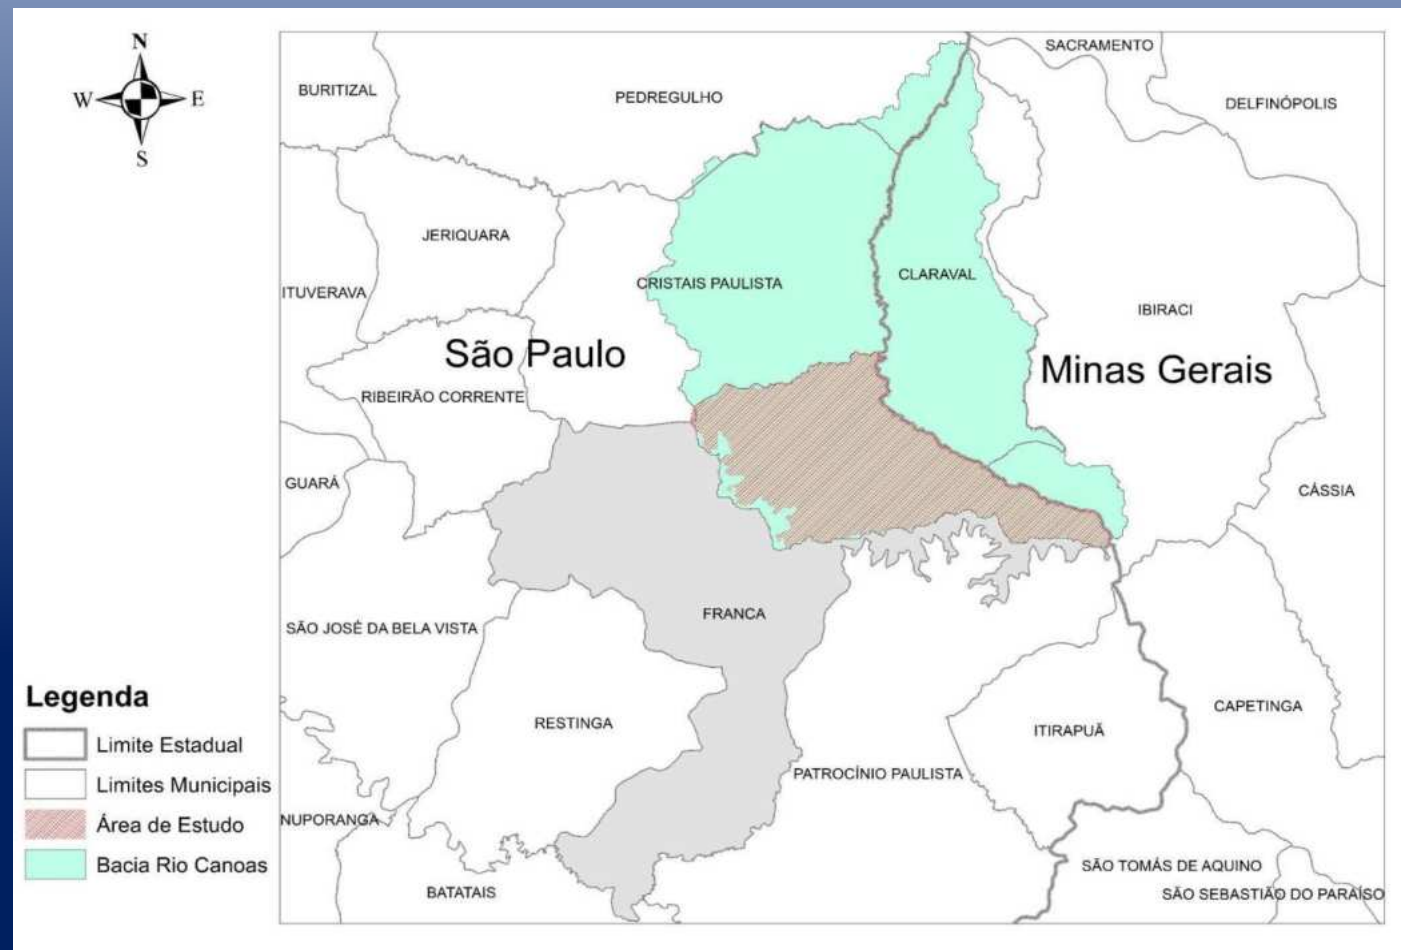 N
SACRAMENTO
BURITIZAL
PEDREGULHO
W
E
DELFINÓPOLIS
S
JERIQUARA
CLARAVAL
CRISTAIS PAULISTA
ITUVERAVA
IBIRACI
São Paulo
Minas Gerais
RIBEIRÃO CORRENTE
GUARÁ
CÁSSIA
FRANCA
SÃO JOSÉ DA BELA VISTA
Legenda
CAPETINGA
RESTINGA
ITIRAPUÃ
Limite Estadual
PATROCÍNIO PAULISTA
Limites Municipais
NUPORANGA
Área de Estudo
Bacia Rio Canoas
SÃO TOMÁS DE AQUINO
BATATAIS
SÃO SEBASTIÃO DO PARAÍSO